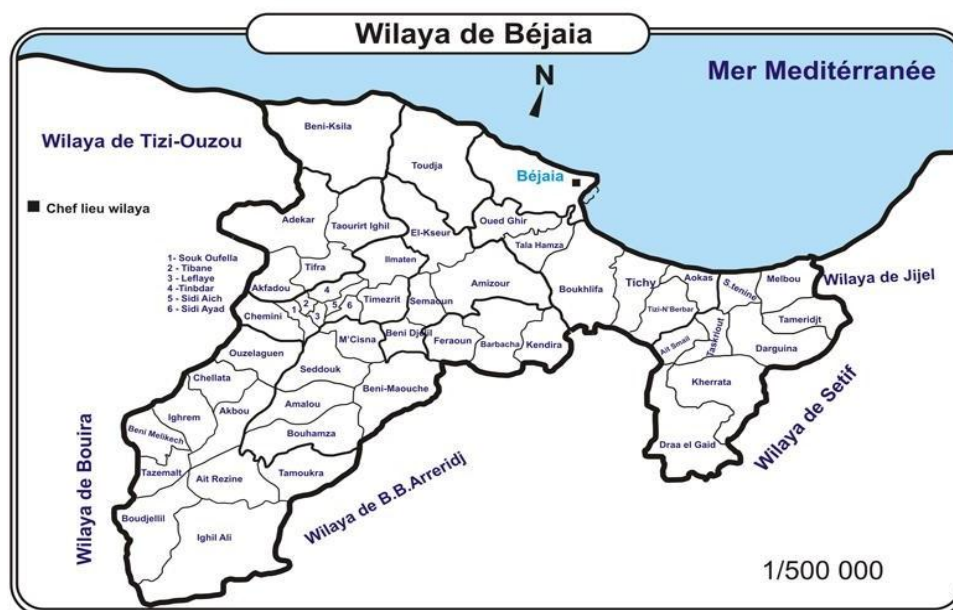 Wilaya de Béjaia
Mer Meditérranée
N
Wilaya de Tizi-Ouzou
Beni-Ksila
Toudja
Béjaia
Chef lieu wilaya
Adekar
Taourirt Ighil
El-Kseur
Oued Ghir
Tala Hamza
1- Souk Oufella
2 - Tibane
3 - Leflaye
4 -Tinbdar
5 - Sidi Aich
6 - Sidi Ayad
Tifra
Ilmaten
Akfadou
Amizour
Boukhlifa
Tichy
Aokas
S.tenine
Melbou
Wilaya de Jijel
Chemini
1
2
3
4
5
6
Timezrit
Semaoun
Tizi-N'Berbar
Tameridjt
Beni Djellil
Feraoun
Barbacha
Kendira
Ait Smail
Taskriout
Darguina
Ouzelaguen
M'Cisna
Seddouk
Beni-Maouche
Kherrata
Chellata
Akbou
Amalou
Ighrem
Bouhamza
Beni Melikech
Draa el Gaid
Wilaya de Setif
Tazemalt
Ait Rezine
Tamoukra
Wilaya de Bouira
Wilaya de B.B.Arreridj
Boudjellil
Ighil Ali
1/500 000